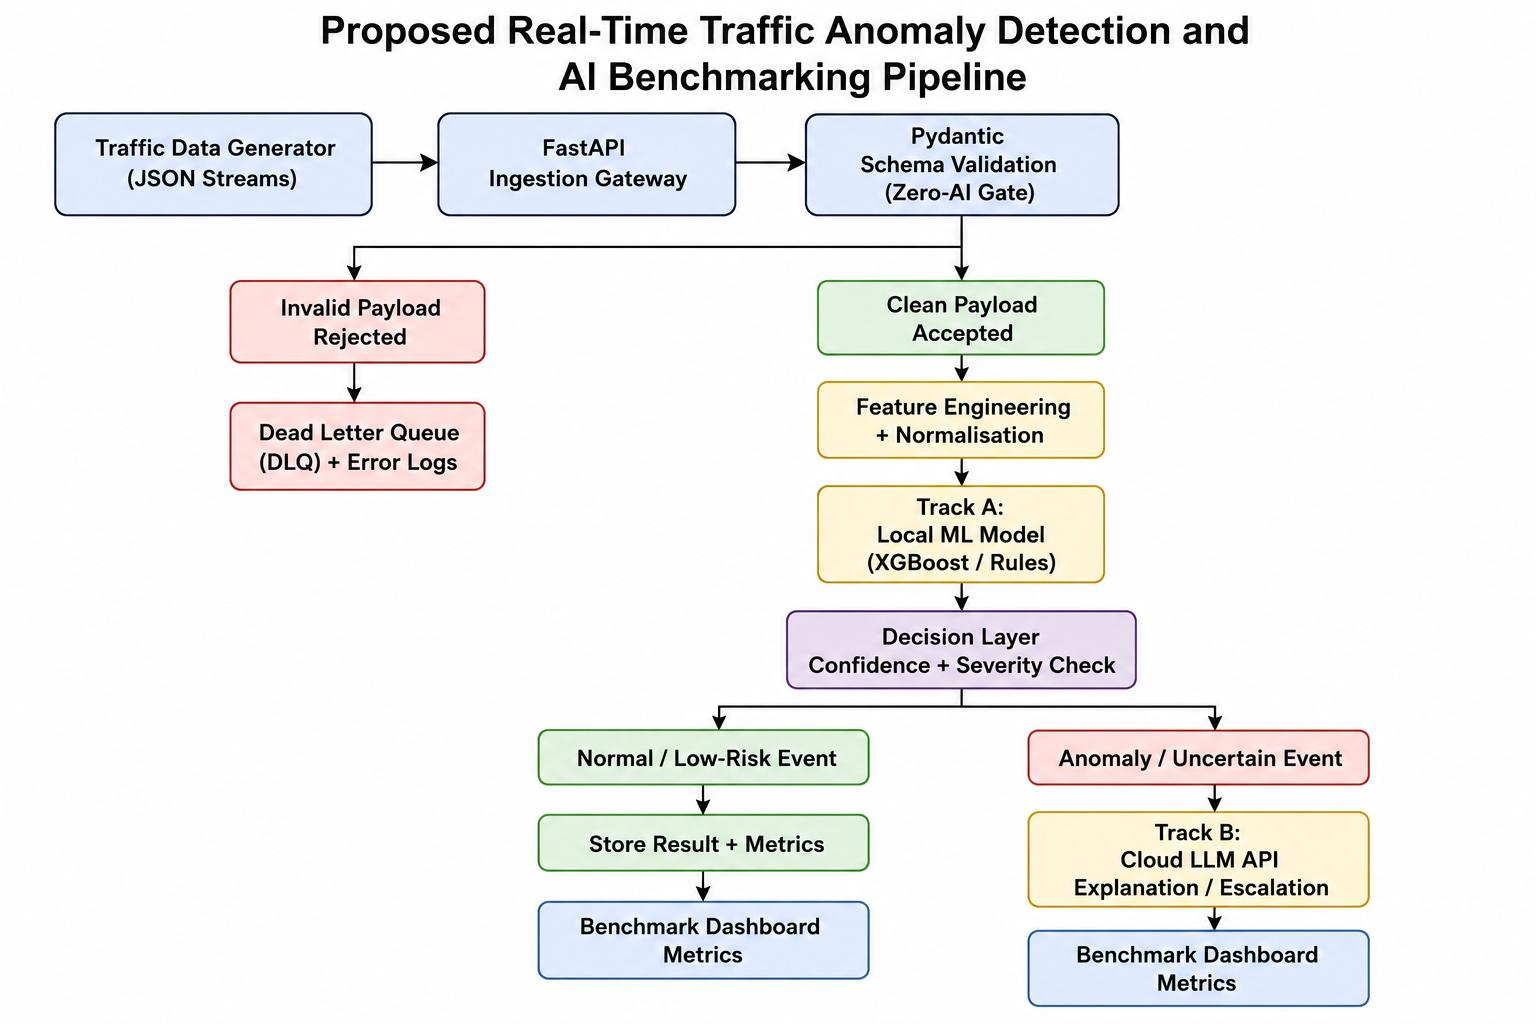 Proposed Real-Time Traffic Anomaly Detection and
AI Benchmarking Pipeline
Traffic Data Generator
(JSON Streams)
FastAPI
Ingestion Gateway
Pydantic
Schema Validation
(Zero-AI Gate)
Invalid Payload
Rejected
Dead Letter Queue
(DLQ) + Error Logs
Clean Payload
Accepted
Feature Engineering
+ Normalisation
Track A:
Local ML Model
(XGBoost / Rules)
Decision Layer
Confidence + Severity Check
Normal / Low-Risk Event
Store Result + Metrics
Benchmark Dashboard
Metrics
Anomaly / Uncertain Event
Track B:
Cloud LLM API
Explanation / Escalation
Benchmark Dashboard
Metrics